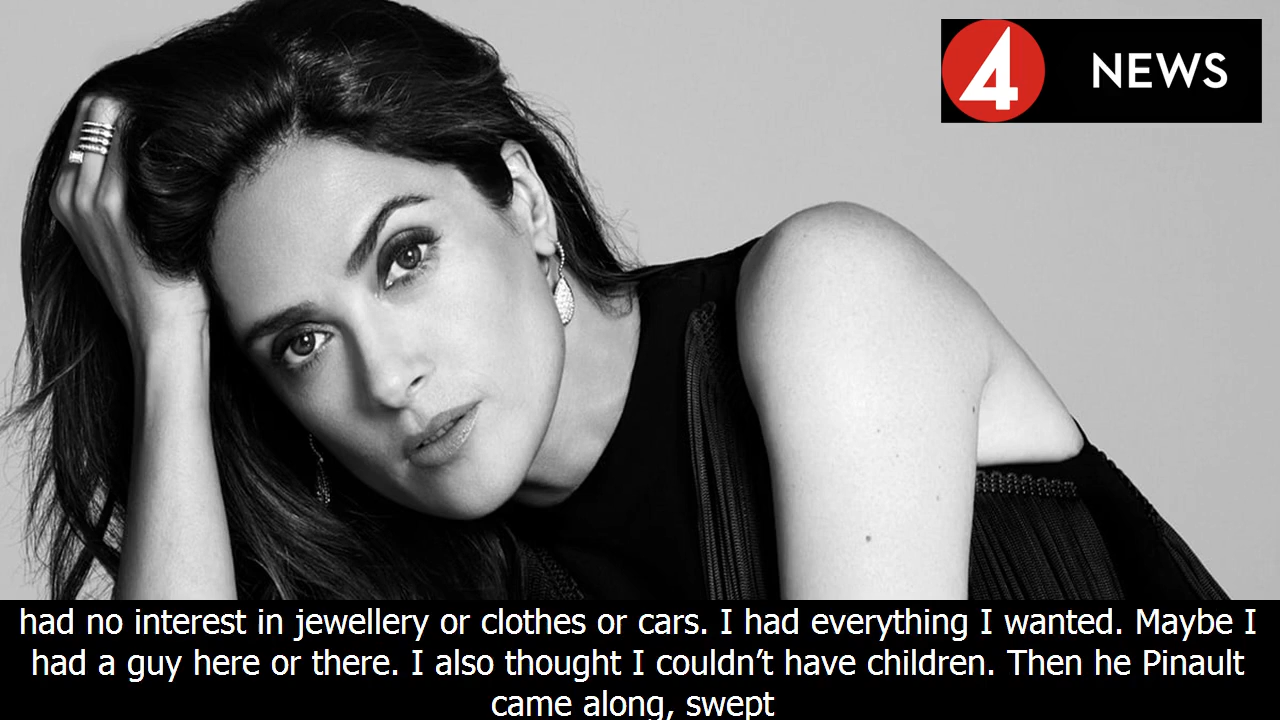 4 NEWS
had no interest in jewellery or clothes or cars. I had everything I wanted. Maybe I
had a guy here or there. I also thought I couldn’t have children. Then he Pinault
came along, swept